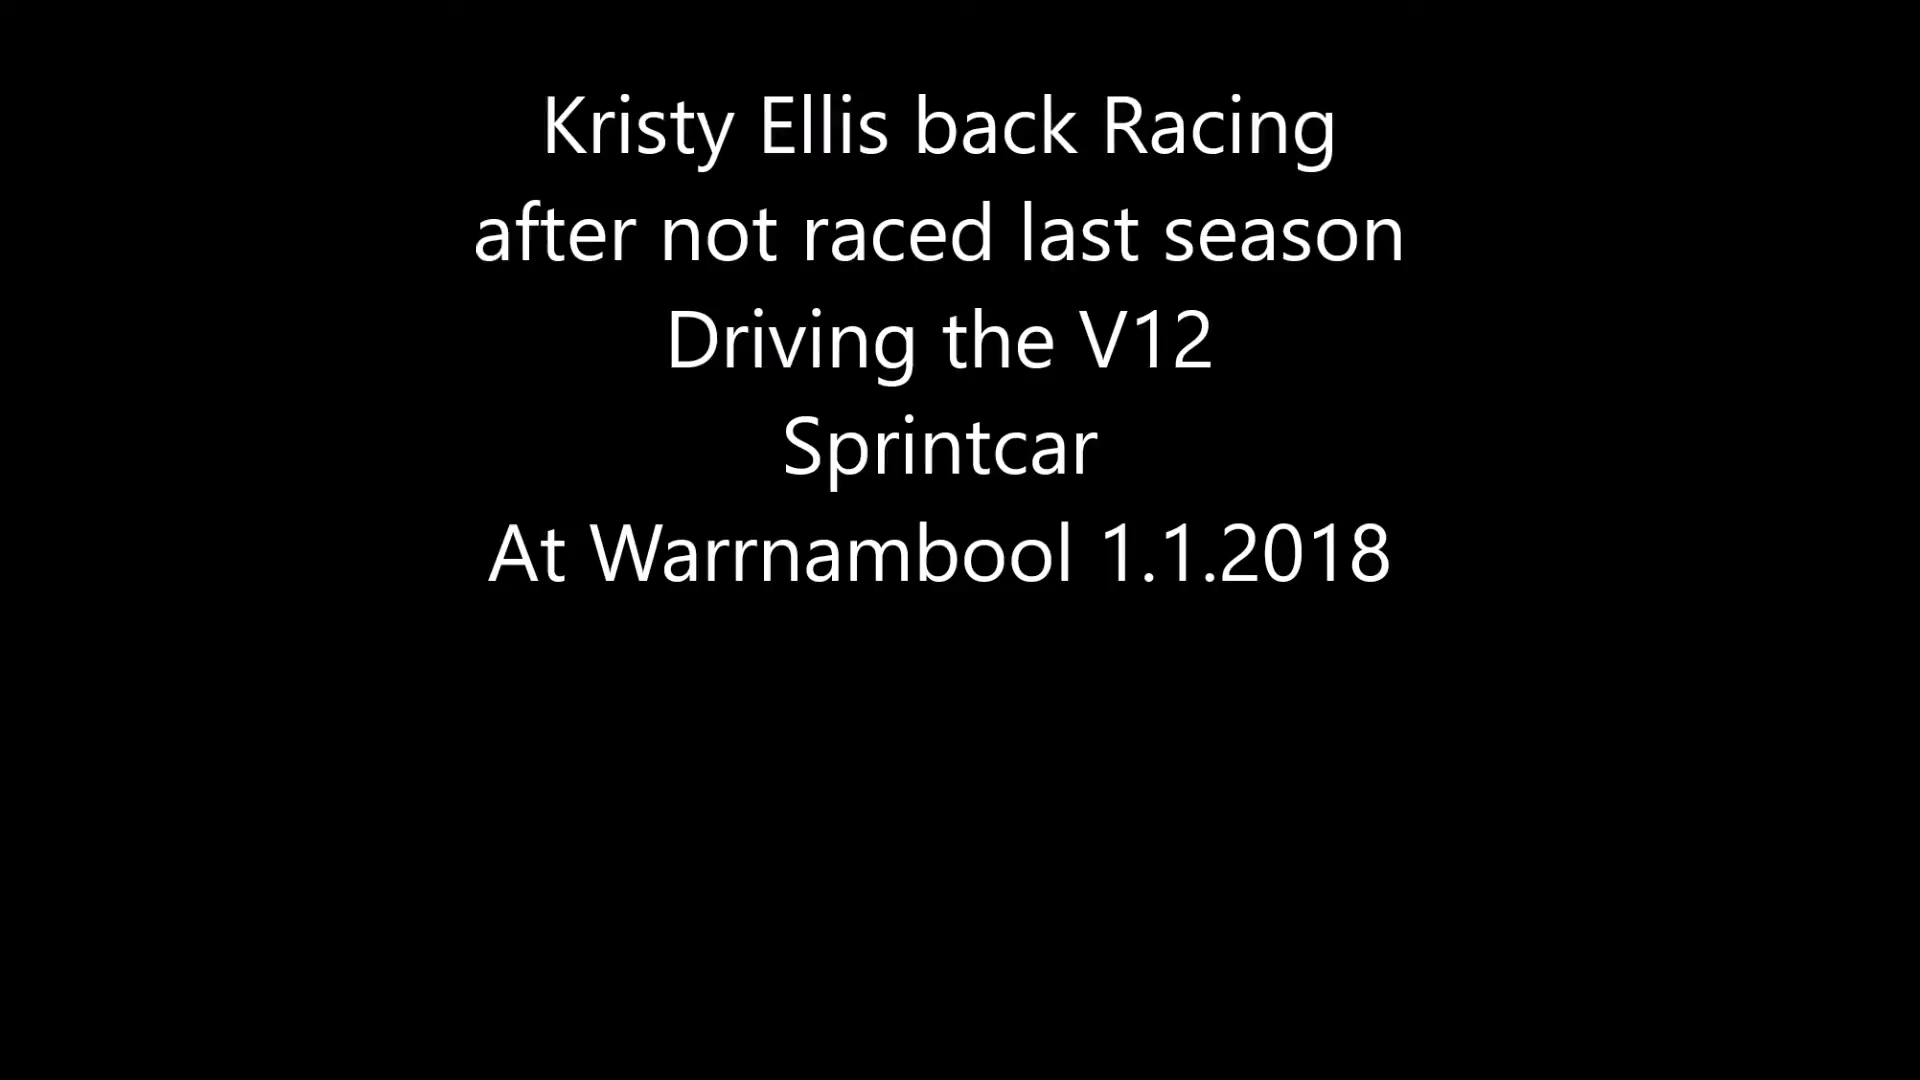 Kristy Ellis back Racing
after not raced last season
Driving the V12
Sprintcar
At Warrnambool 1.1.2018